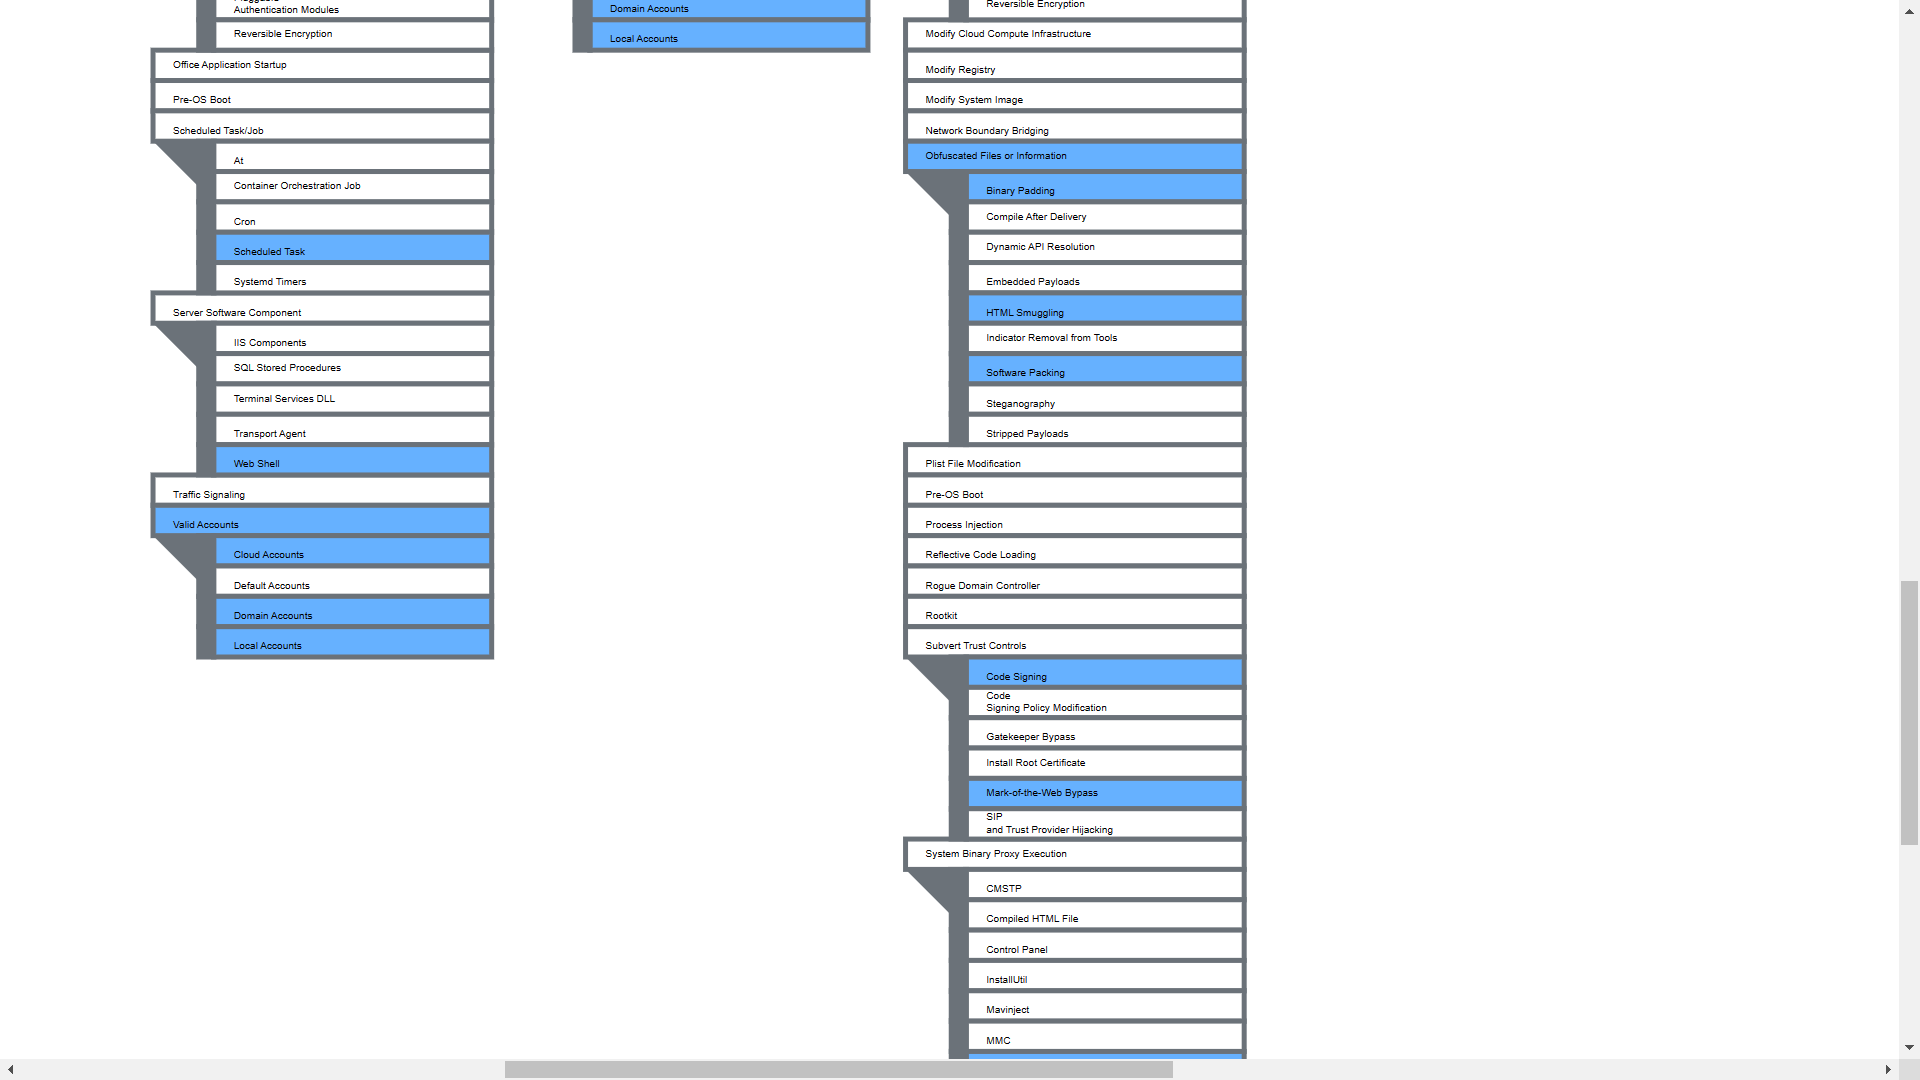 Authentication Modules
Reversible Encryption
Office Application Startup
Pre-OS Boot
Scheduled Task/Job
At
Container Orchestration Job
Cron
Scheduled Task
Systemd Timers
Server Software Component
IIS Components
SQL Stored Procedures
Terminal Services DLL
Transport Agent
Web Shell
Traffic Signaling
Valid Accounts
Cloud Accounts
Default Accounts
Domain Accounts
Local Accounts
Domain Accounts
Local Accounts
Reversible Encryption
Modify Cloud Compute Infrastructure
Modify Registry
Modify System Image
Network Boundary Bridging
Obfuscated Files or Information
Binary Padding
Compile After Delivery
Dynamic API Resolution
Embedded Payloads
HTML Smuggling
Indicator Removal from Tools
Software Packing
Steganography
Stripped Payloads
Plist File Modification
Pre-OS Boot
Process Injection
Reflective Code Loading
Rogue Domain Controller
Rootkit
Subvert Trust Controls
Code Signing
Code
Signing Policy Modification
Gatekeeper Bypass
Install Root Certificate
Mark-of-the-Web Bypass
SIP
and Trust Provider Hijacking
System Binary Proxy Execution
CMSTP
Compiled HTML File
Control Panel
InstallUtil
Mavinject
MMC